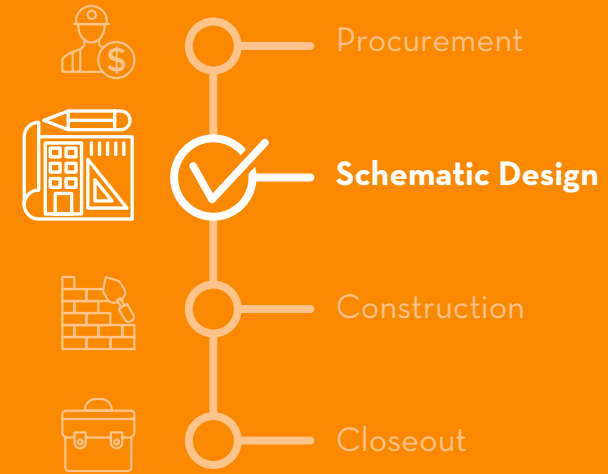 $
Procurement
Schematic Design
Construction
Closeout